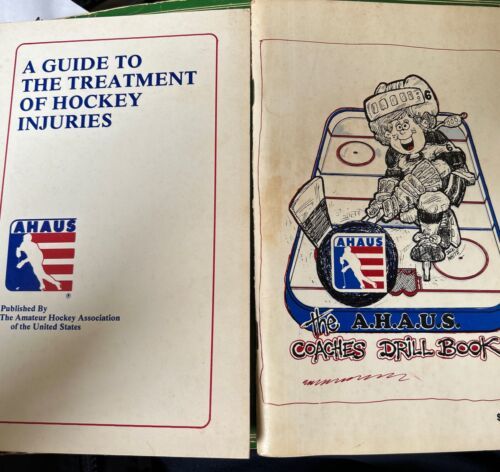 A GUIDE TO
THE TREATMENT
OF HOCKEY
INJURIES
AHAUS
®
Published By
The Amateur Hockey Association
of the United States
6
AHAUS
the A.H.A.U.S.
COACHES DRILL BOOK
$